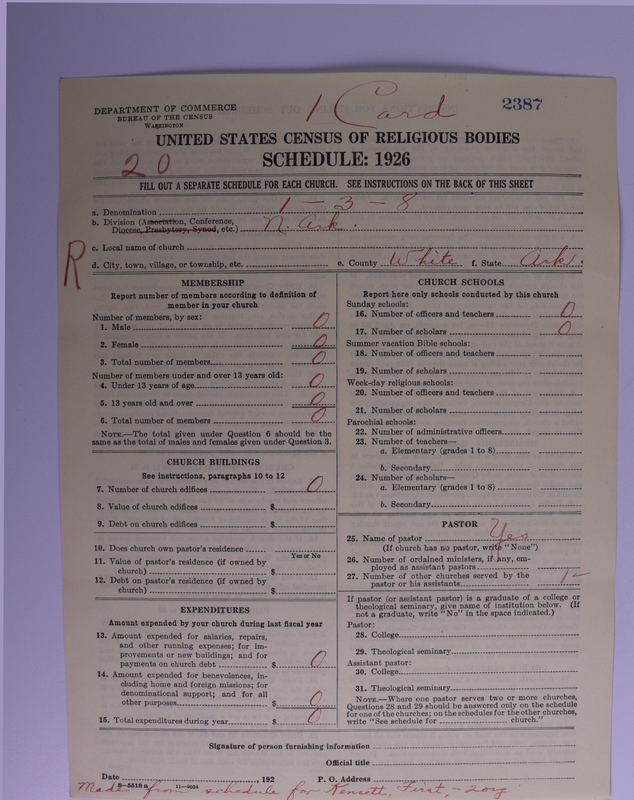 1 Card
2387
DEPARTMENT OF COMMERCE
BUREAU OF THE CENSUS
WASHINGTON
UNITED STATES CENSUS OF RELIGIOUS BODIES
20
SCHEDULE: 1926
FILL OUT A SEPARATE SCHEDULE FOR EACH CHURCH. SEE INSTRUCTIONS ON THE BACK OF THIS SHEET
a. Denomination 1-3-8
b. Division (Association, Conference, Diocese, Presbytery, Synod, etc.) N. Ark.
R
c. Local name of church
d. City, town, village, or township, etc. e. County White f. State Ark.
MEMBERSHIP
Report number of members according to definition of
member in your church
Number of members, by sex:
1. Male 0
2. Female 0
3. Total number of members 0
Number of members under and over 13 years old:
4. Under 13 years of age 0
5. 13 years old and over 0
6. Total number of members 0
NOTE.—The total given under Question 6 should be the
same as the total of males and females given under Question 3.
CHURCH BUILDINGS
See instructions, paragraphs 10 to 12
7. Number of church edifices 0
8. Value of church edifices $
9. Debt on church edifices $
10. Does church own pastor's residence
Yes or No
11. Value of pastor's residence (if owned by
church) $
12. Debt on pastor's residence (if owned by
church) $
EXPENDITURES
Amount expended by your church during last fiscal year
13. Amount expended for salaries, repairs,
and other running expenses; for im-
provements or new buildings; and for
payments on church debt $ 0
14. Amount expended for benevolences, in-
cluding home and foreign missions; for
denominational support; and for all
other purposes $ 0
15. Total expenditures during year $ 0
CHURCH SCHOOLS
Report here only schools conducted by this church
Sunday schools:
16. Number of officers and teachers 0
17. Number of scholars 0
Summer vacation Bible schools:
18. Number of officers and teachers
19. Number of scholars
Week-day religious schools:
20. Number of officers and teachers
21. Number of scholars
Parochial schools:
22. Number of administrative officers
23. Number of teachers—
a. Elementary (grades 1 to 8)
b. Secondary
24. Number of scholars—
a. Elementary (grades 1 to 8)
b. Secondary
PASTOR
25. Name of pastor Yes
(If church has no pastor, write "None")
26. Number of ordained ministers, if any, em-
ployed as assistant pastors
27. Number of other churches served by the
pastor or his assistants 1-
If pastor (or assistant pastor) is a graduate of a college or
theological seminary, give name of institution below. (If
not a graduate, write "No" in the space indicated.)
Pastor:
28. College
29. Theological seminary
Assistant pastor:
30. College
31. Theological seminary
NOTE.—Where one pastor serves two or more churches,
Questions 28 and 29 should be answered only on the schedule
for one of the churches; on the schedules for the other churches,
write "See schedule for church."
Signature of person furnishing information
Official title
Date , 192 P. O. Address
8—5518a 11—9034
Made from schedule for Kensett, First,